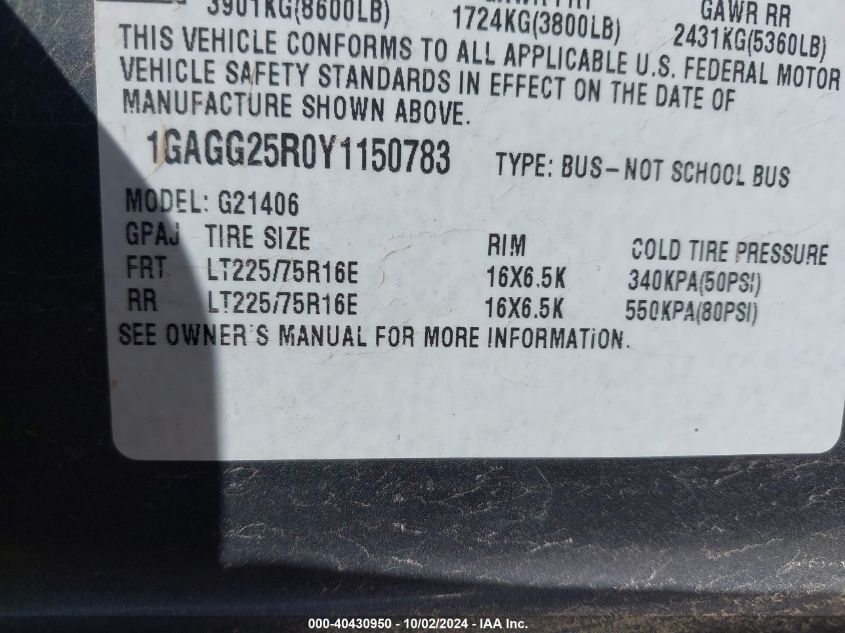 3901KG(8600LB) 1724KG(3800LB) 2431KG(5360LB)
GAWR RR
THIS VEHICLE CONFORMS TO ALL APPLICABLE U.S. FEDERAL MOTOR
VEHICLE SAFETY STANDARDS IN EFFECT ON THE DATE OF
MANUFACTURE SHOWN ABOVE.
1GAGG25R0Y1150783 TYPE: BUS-NOT SCHOOL BUS
MODEL: G21406
GPAJ TIRE SIZE RIM COLD TIRE PRESSURE
FRT LT225/75R16E 16X6.5K 340KPA(50PSI)
RR LT225/75R16E 16X6.5K 550KPA(80PSI)
SEE OWNER'S MANUAL FOR MORE INFORMATION.
000-40430950 - 10/02/2024 - IAA Inc.